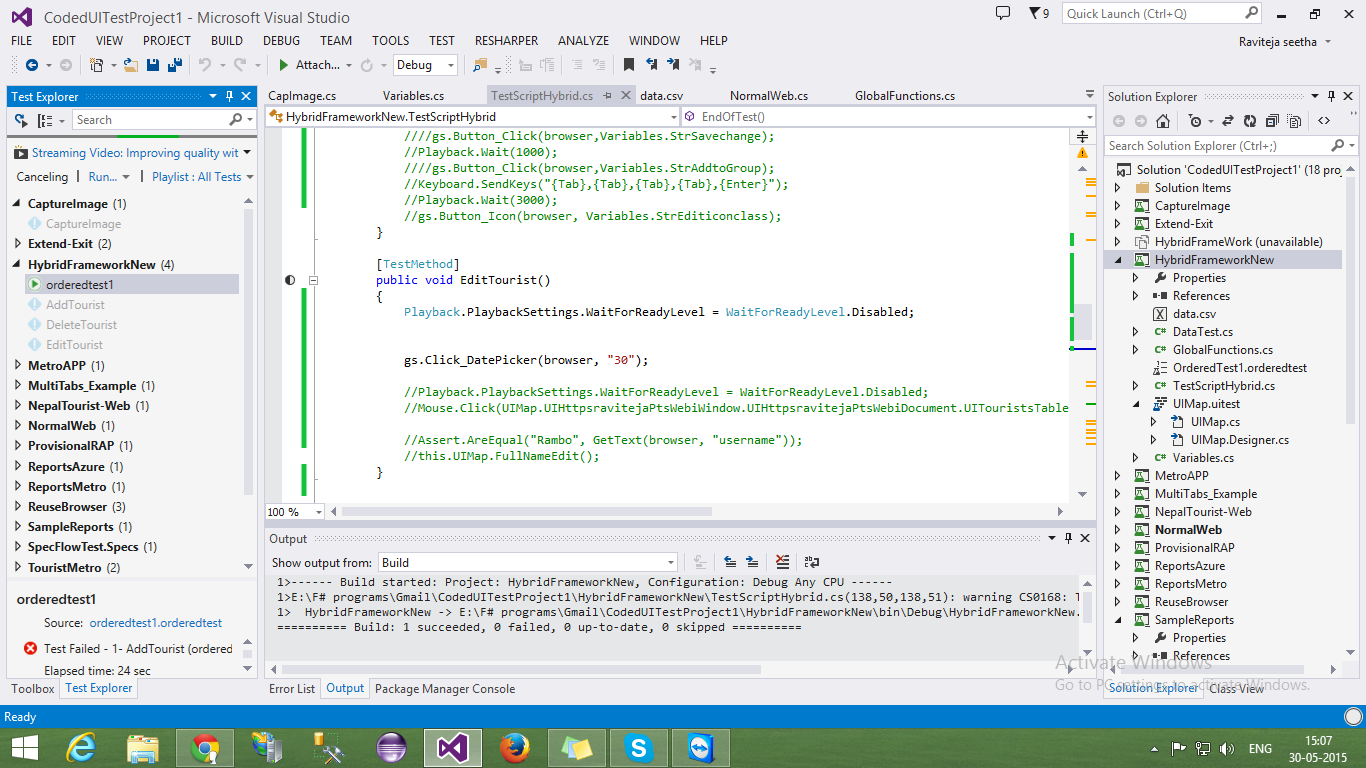 CodedUITestProject1 - Microsoft Visual Studio
9
Quick Launch (Ctrl+Q)
FILE EDIT VIEW PROJECT BUILD DEBUG TEAM TOOLS TEST RESHARPER ANALYZE WINDOW HELP
Raviteja seetha
Attach... Debug
Test Explorer
Search
Streaming Video: Improving quality wit
Canceling Run... Playlist : All Tests
CaptureImage (1)
CaptureImage
Extend-Exit (2)
HybridFrameworkNew (4)
orderedtest1
AddTourist
DeleteTourist
EditTourist
MetroAPP (1)
MultiTabs_Example (1)
NepalTourist-Web (1)
NormalWeb (1)
ProvisionalRAP (1)
ReportsAzure (1)
ReportsMetro (1)
ReuseBrowser (3)
SampleReports (1)
SpecFlowTest.Specs (1)
TouristMetro (2)
orderedtest1
Source: orderedtest1.orderedtest
Test Failed - 1- AddTourist (ordered
Elapsed time: 24 sec
Toolbox Test Explorer
CapImage.cs Variables.cs TestScriptHybrid.cs data.csv NormalWeb.cs GlobalFunctions.cs
HybridFrameworkNew.TestScriptHybrid EndOfTest()
////gs.Button_Click(browser,Variables.StrSavechange);
//Playback.Wait(1000);
////gs.Button_Click(browser,Variables.StrAddtoGroup);
//Keyboard.SendKeys("{Tab},{Tab},{Tab},{Tab},{Enter}");
//Playback.Wait(3000);
//gs.Button_Icon(browser, Variables.StrEditiconclass);
}
[TestMethod]
public void EditTourist()
{
Playback.PlaybackSettings.WaitForReadyLevel = WaitForReadyLevel.Disabled;
gs.Click_DatePicker(browser, "30");
//Playback.PlaybackSettings.WaitForReadyLevel = WaitForReadyLevel.Disabled;
//Mouse.Click(UIMap.UIHttpsravitejaPtsWebiWindow.UIHttpsravitejaPtsWebiDocument.UITouristsTable
//Assert.AreEqual("Rambo", GetText(browser, "username"));
//this.UIMap.FullNameEdit();
}
100 %
Output
Show output from: Build
1>------ Build started: Project: HybridFrameworkNew, Configuration: Debug Any CPU ------
1>E:\F# programs\Gmail\CodedUITestProject1\HybridFrameworkNew\TestScriptHybrid.cs(138,50,138,51): warning CS0168: T
1>  HybridFrameworkNew -> E:\F# programs\Gmail\CodedUITestProject1\HybridFrameworkNew\bin\Debug\HybridFrameworkNew.
========== Build: 1 succeeded, 0 failed, 0 up-to-date, 0 skipped ==========
Error List Output Package Manager Console
Solution Explorer
Search Solution Explorer (Ctrl+;)
Solution 'CodedUITestProject1' (18 proj
Solution Items
CaptureImage
Extend-Exit
HybridFrameWork (unavailable)
HybridFrameworkNew
Properties
References
data.csv
DataTest.cs
GlobalFunctions.cs
OrderedTest1.orderedtest
TestScriptHybrid.cs
UIMap.uitest
UIMap.cs
UIMap.Designer.cs
Variables.cs
MetroAPP
MultiTabs_Example
NepalTourist-Web
NormalWeb
ProvisionalRAP
ReportsAzure
ReportsMetro
ReuseBrowser
SampleReports
Properties
References
Solution Explorer Class View
Activate Windows
Go to PC settings to activate Windows.
Ready
ENG
15:07
30-05-2015